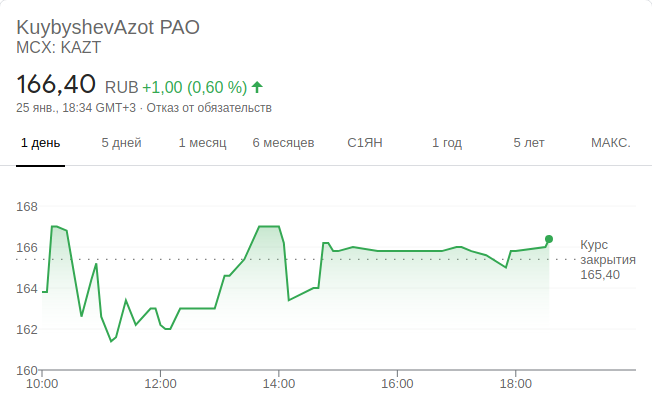 KuybyshevAzot PAO
MCX: KAZT
166,40 RUB +1,00 (0,60 %)
25 янв., 18:34 GMT+3 · Отказ от обязательств
1 день 5 дней 1 месяц 6 месяцев С1ЯН 1 год 5 лет МАКС.
168
166
164
162
160
Курс
закрытия
165,40
10:00 12:00 14:00 16:00 18:00